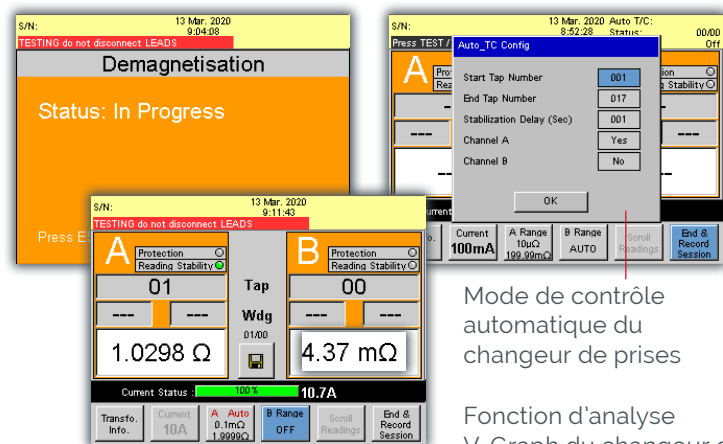 S/N:
13 Mar. 2020
9:04:08
TESTING do not disconnect LEADS
Demagnetisation
Status: In Progress
Press ES
S/N:
13 Mar. 2020 Auto T/C:
8:52:28 Status: 00/00
Press TEST / Off
Auto_TC Config
A
Start Tap Number 001
End Tap Number 017
Stabilization Delay (Sec) 001
Channel A Yes
Channel B No
OK
Stability
Current
100mA
A Range
10µΩ
199.99mΩ
B Range
AUTO
Scroll
Readings
End &
Record
Session
S/N:
13 Mar. 2020
9:11:43
TESTING do not disconnect LEADS
A
Protection
Reading Stability
B
Protection
Reading Stability
01 Tap 00
--- --- Wdg --- ---
01/00
1.0298 Ω 4.37 mΩ
Current Status : 100% 10.7A
Transfo.
Info.
Current
10A
A Auto
0.1mΩ
1.9999Ω
B Range
OFF
Scroll
Readings
End &
Record
Session
Mode de contrôle
automatique du
changeur de prises
Fonction d'analyse
V-Graph du changeur